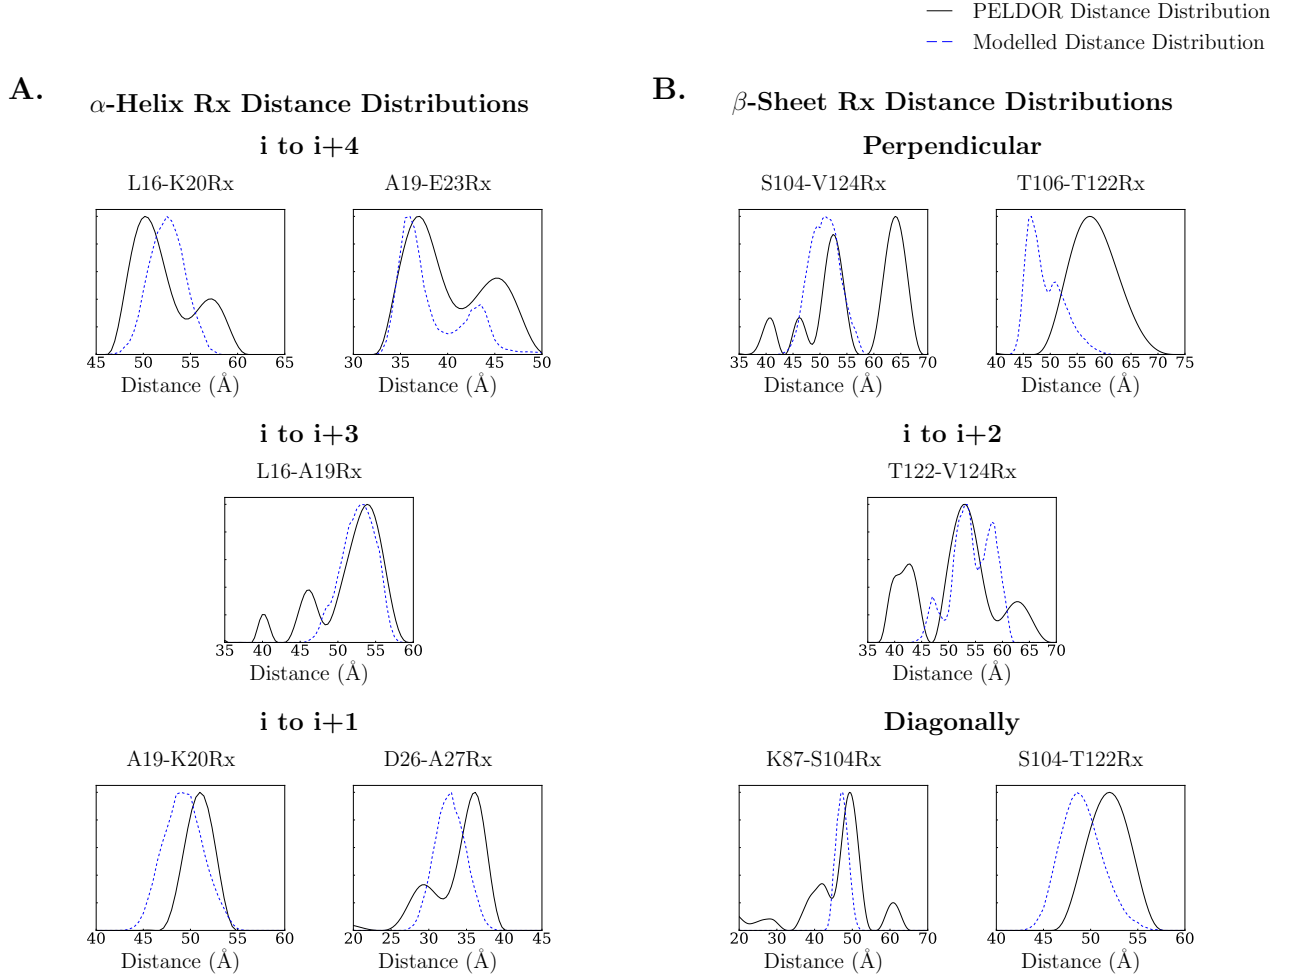 PELDOR Distance Distribution
Modelled Distance Distribution
A.
α-Helix Rx Distance Distributions
i to i+4
L16-K20Rx
45 50 55 60 65
Distance (Å)
A19-E23Rx
30 35 40 45 50
Distance (Å)
i to i+3
L16-A19Rx
35 40 45 50 55 60
Distance (Å)
i to i+1
A19-K20Rx
40 45 50 55 60
Distance (Å)
D26-A27Rx
20 25 30 35 40 45
Distance (Å)
B.
β-Sheet Rx Distance Distributions
Perpendicular
S104-V124Rx
35 40 45 50 55 60 65 70
Distance (Å)
T106-T122Rx
40 45 50 55 60 65 70 75
Distance (Å)
i to i+2
T122-V124Rx
35 40 45 50 55 60 65 70
Distance (Å)
Diagonally
K87-S104Rx
20 30 40 50 60 70
Distance (Å)
S104-T122Rx
40 45 50 55 60
Distance (Å)